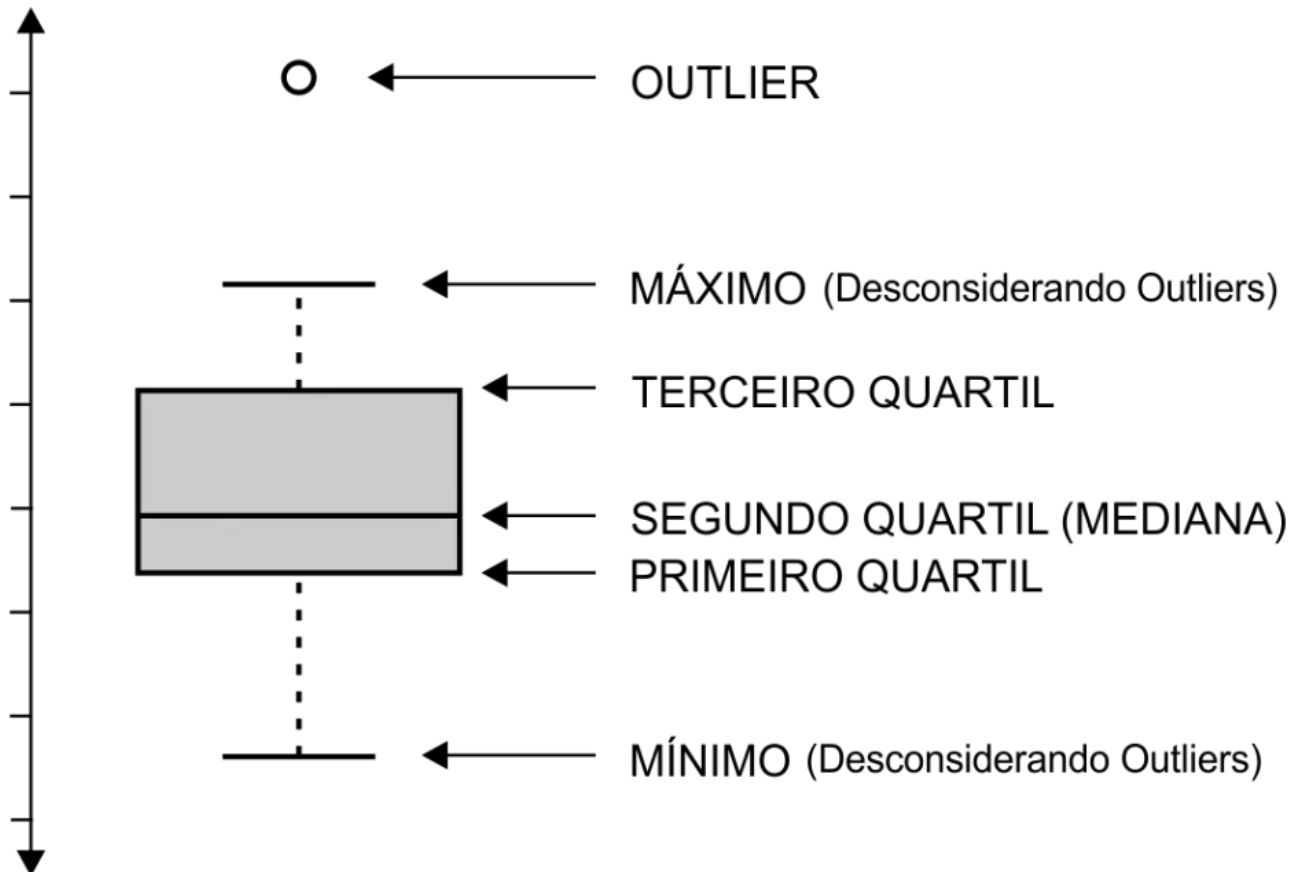 OUTLIER
MÁXIMO (Desconsiderando Outliers)
TERCEIRO QUARTIL
SEGUNDO QUARTIL (MEDIANA)
PRIMEIRO QUARTIL
MÍNIMO (Desconsiderando Outliers)